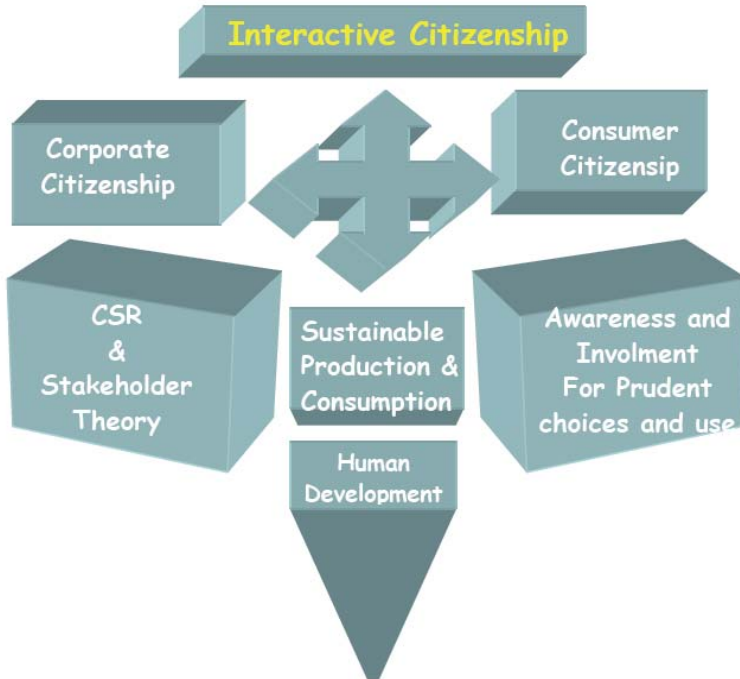 Interactive Citizenship
Corporate
Citizenship
Consumer
Citizensip
CSR
&
Stakeholder
Theory
Sustainable
Production &
Consumption
Awareness and
Involment
For Prudent
choices and use
Human
Development